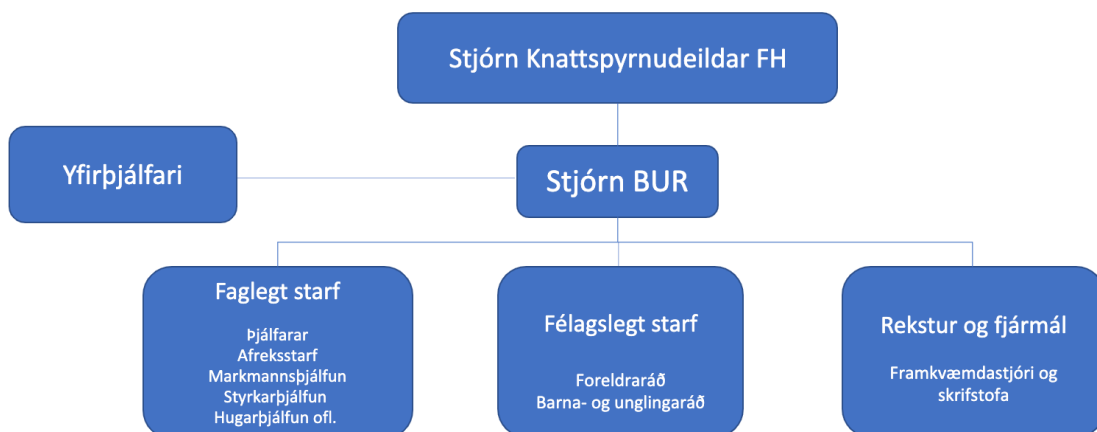 Stjórn Knattspyrnudeildar FH
Yfirþjálfari
Stjórn BUR
Faglegt starf
Þjálfarar
Afreksstarf
Markmannsþjálfun
Styrkarþjálfun
Hugarþjálfun ofl.
Félagslegt starf
Foreldraráð
Barna- og unglingaráð
Rekstur og fjármál
Framkvæmdastjóri og
skrifstofa